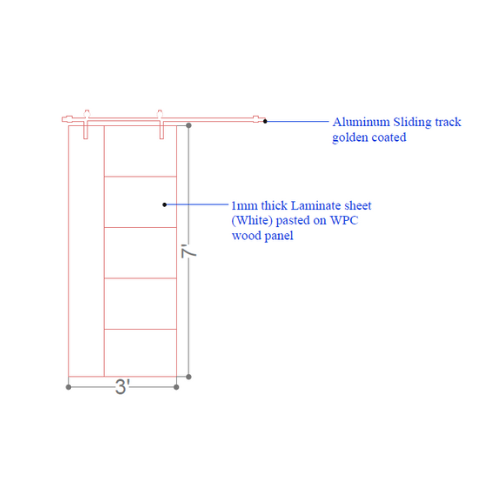 Aluminum Sliding track
golden coated
1mm thick Laminate sheet
(White) pasted on WPC
wood panel
7'
3'